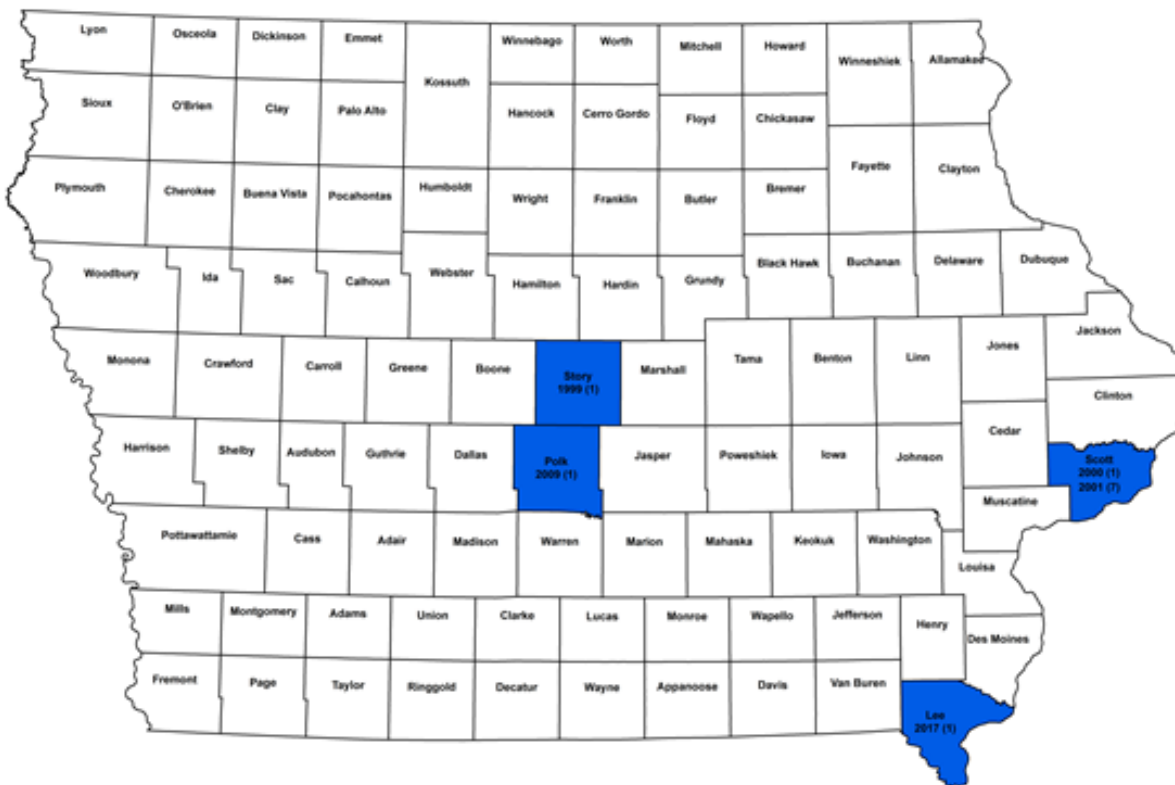 Lyon
Osceola
Dickinson
Emmet
Kossuth
Winnebago
Worth
Mitchell
Howard
Winneshiek
Allamakee
Sioux
O'Brien
Clay
Palo Alto
Hancock
Cerro Gordo
Floyd
Chickasaw
Fayette
Clayton
Plymouth
Cherokee
Buena Vista
Pocahontas
Humboldt
Wright
Franklin
Butler
Bremer
Woodbury
Ida
Sac
Calhoun
Webster
Hamilton
Hardin
Grundy
Black Hawk
Buchanan
Delaware
Dubuque
Monona
Crawford
Carroll
Greene
Boone
Story
1999 (1)
Marshall
Tama
Benton
Linn
Jones
Jackson
Clinton
Harrison
Shelby
Audubon
Guthrie
Dallas
Polk
2009 (1)
Jasper
Poweshiek
Iowa
Johnson
Cedar
Scott
2000 (1)
2001 (7)
Muscatine
Pottawattamie
Cass
Adair
Madison
Warren
Marion
Mahaska
Keokuk
Washington
Louisa
Mills
Montgomery
Adams
Union
Clarke
Lucas
Monroe
Wapello
Jefferson
Henry
Des Moines
Fremont
Page
Taylor
Ringgold
Decatur
Wayne
Appanoose
Davis
Van Buren
Lee
2017 (1)